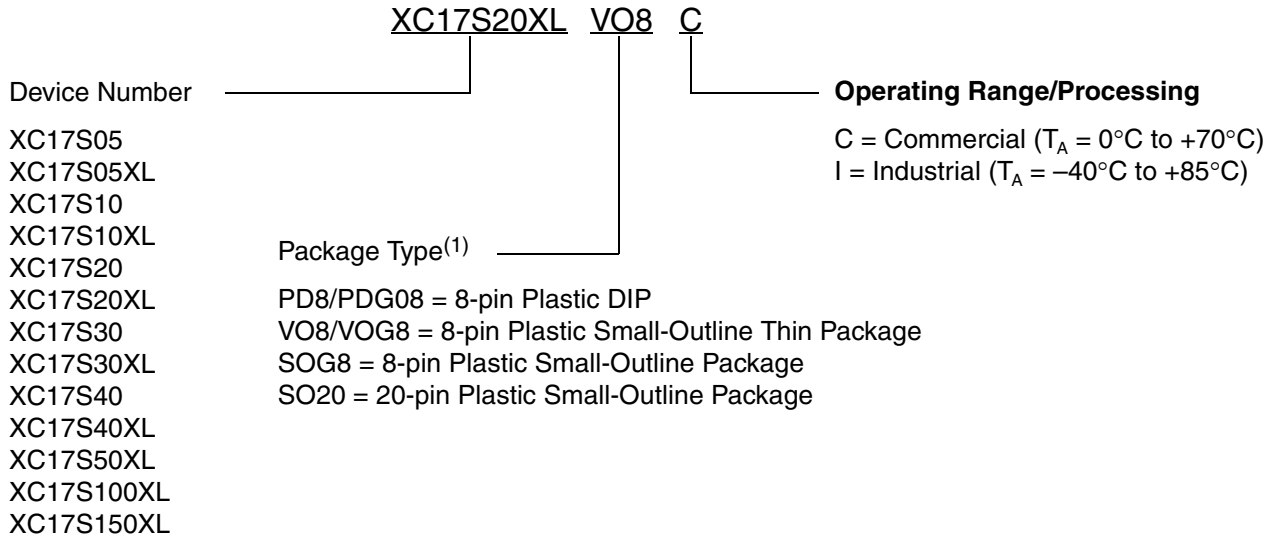 XC17S20XL VO8 C
Device Number
XC17S05
XC17S05XL
XC17S10
XC17S10XL
XC17S20
XC17S20XL
XC17S30
XC17S30XL
XC17S40
XC17S40XL
XC17S50XL
XC17S100XL
XC17S150XL
Package Type(1)
PD8/PDG08 = 8-pin Plastic DIP
VO8/VOG8 = 8-pin Plastic Small-Outline Thin Package
SOG8 = 8-pin Plastic Small-Outline Package
SO20 = 20-pin Plastic Small-Outline Package
Operating Range/Processing
C = Commercial (TA = 0°C to +70°C)
I = Industrial (TA = –40°C to +85°C)